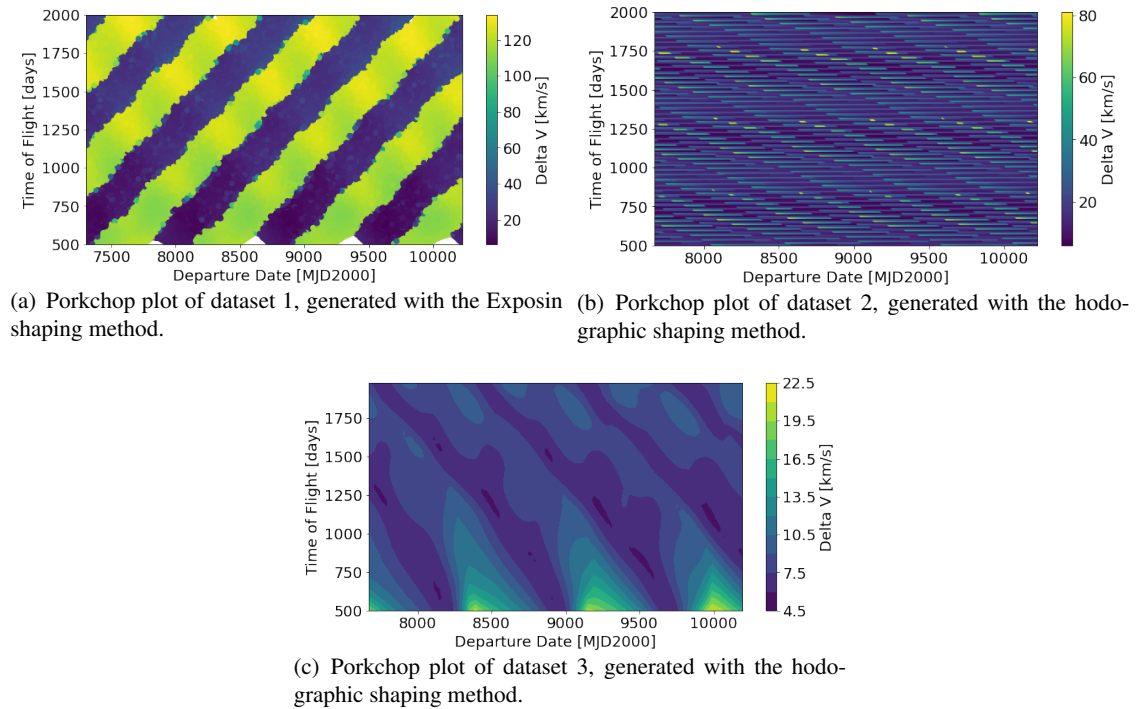 2000
1750
1500
1250
1000
750
500
Time of Flight [days]
7500 8000 8500 9000 9500 10000
Departure Date [MJD2000]
120
100
80
60
40
20
Delta V [km/s]
(a) Porkchop plot of dataset 1, generated with the Exposin
shaping method.
2000
1750
1500
1250
1000
750
500
Time of Flight [days]
8000 8500 9000 9500 10000
Departure Date [MJD2000]
80
60
40
20
Delta V [km/s]
(b) Porkchop plot of dataset 2, generated with the hodo-
graphic shaping method.
1750
1500
1250
1000
750
500
Time of Flight [days]
8000 8500 9000 9500 10000
Departure Date [MJD2000]
22.5
19.5
16.5
13.5
10.5
7.5
4.5
Delta V [km/s]
(c) Porkchop plot of dataset 3, generated with the hodo-
graphic shaping method.